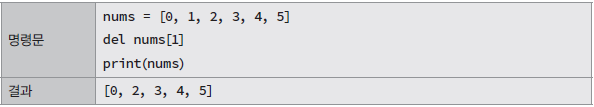 nums = [0, 1, 2, 3, 4, 5]
명령문
del nums[1]
print(nums)
결과
[0, 2, 3, 4, 5]